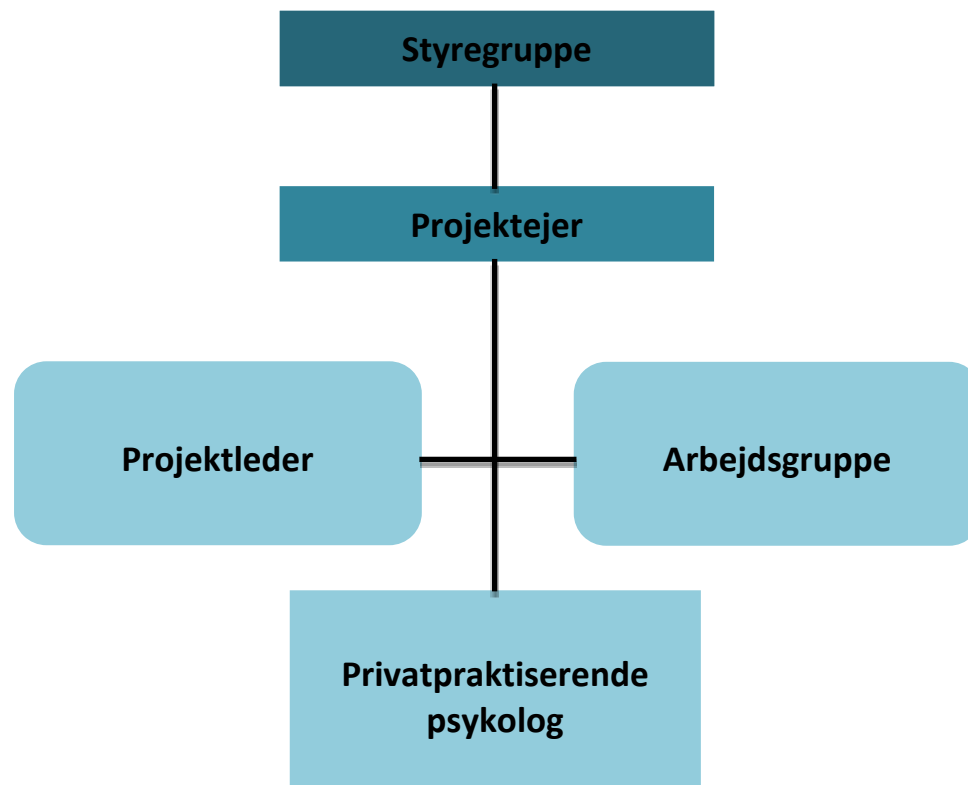 Styregruppe
Projektejer
Projektleder
Arbejdsgruppe
Privatpraktiserende
psykolog